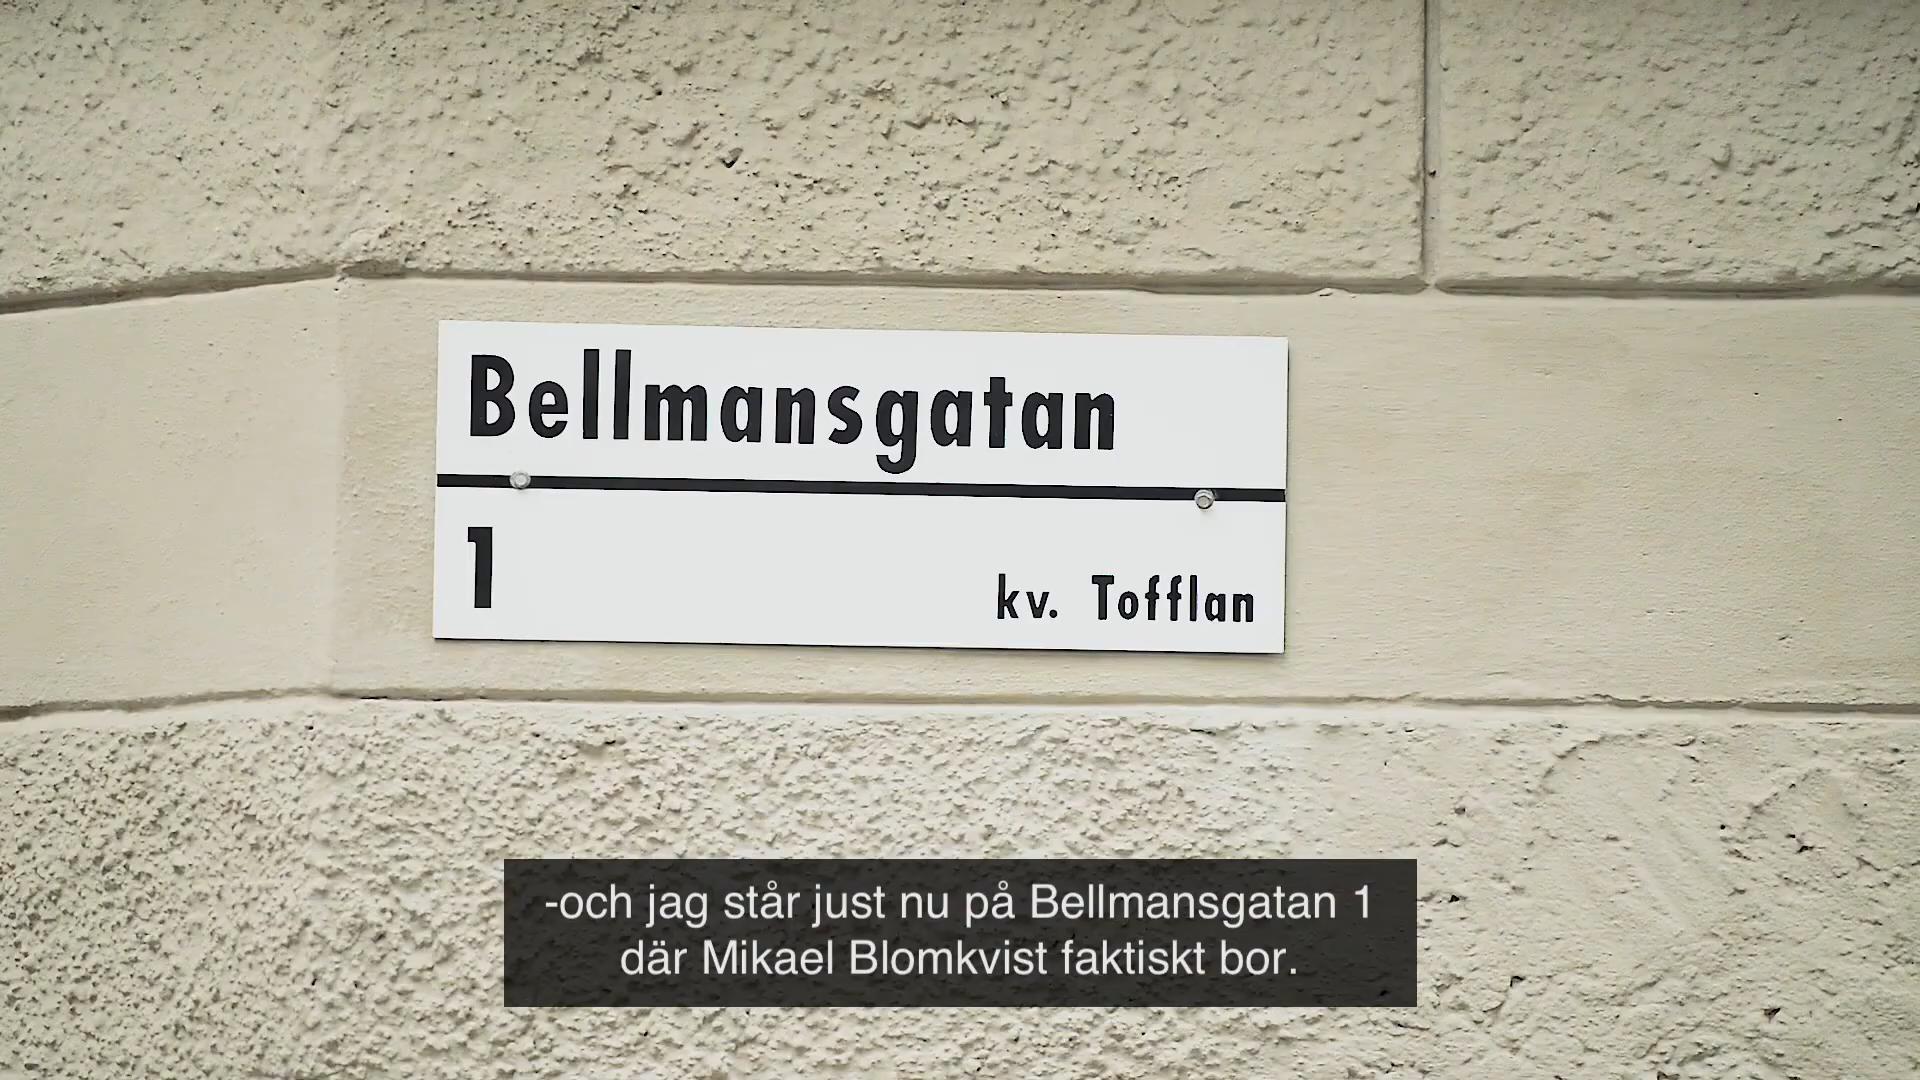 Bellmansgatan
1
kv. Tofflan
-och jag står just nu på Bellmansgatan 1
där Mikael Blomkvist faktiskt bor.